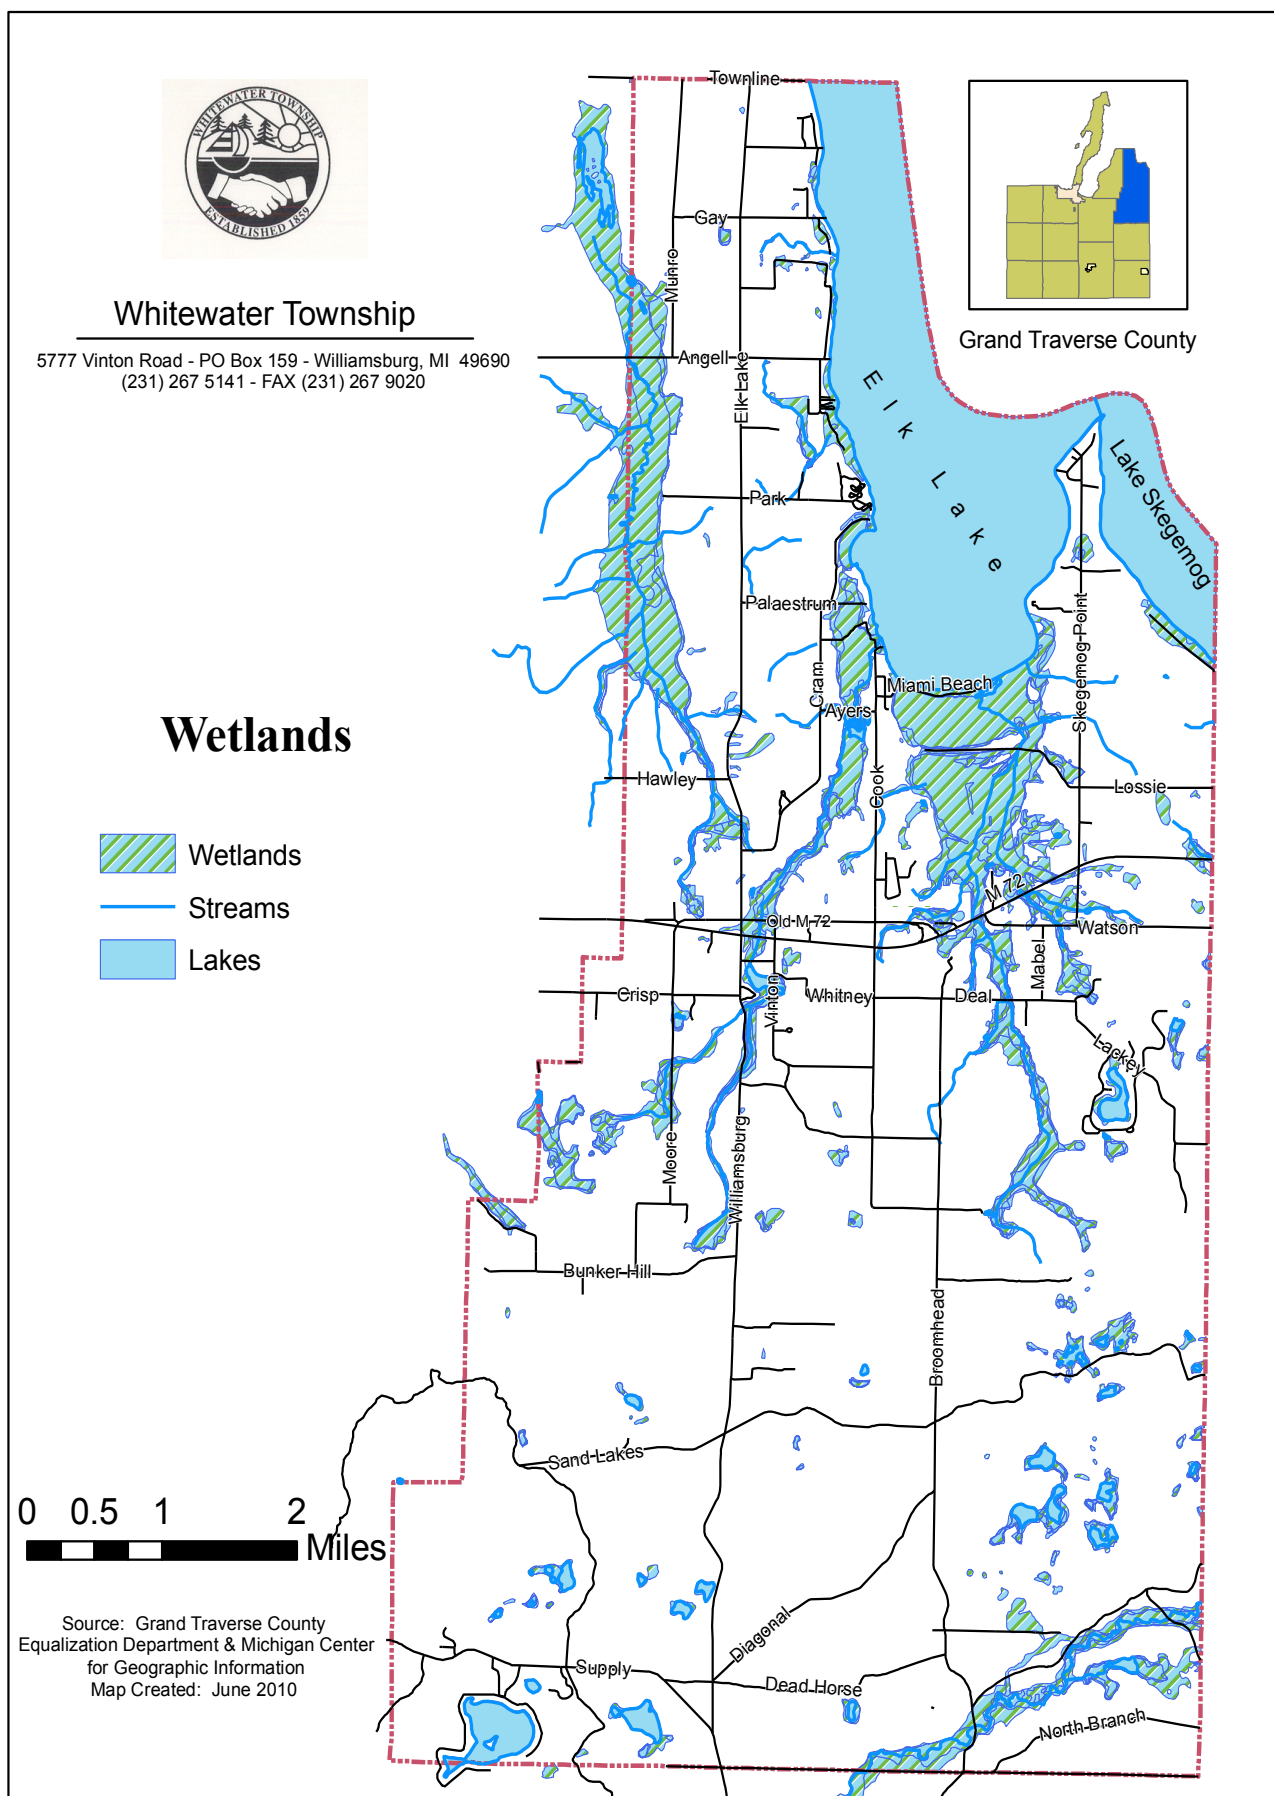 WHITEWATER TOWNSHIP
ESTABLISHED 1859
Whitewater Township
5777 Vinton Road - PO Box 159 - Williamsburg, MI 49690
(231) 267 5141 - FAX (231) 267 9020
Grand Traverse County
Wetlands
Wetlands
Streams
Lakes
0 0.5 1 2
Miles
Source: Grand Traverse County
Equalization Department & Michigan Center
for Geographic Information
Map Created: June 2010
Townline
Gay
Munro
Angell
Elk Lake
Elk Lake
Lake Skegemog
Park
Palaestrum
Cram
Miami Beach
Ayers
Skegemog Point
Hawley
Cook
Lossie
M 72
Old M 72
Watson
Mabel
Crisp
Vinton
Whitney
Deal
Lackey
Moore
Williamsburg
Bunker Hill
Broomhead
Sand Lakes
Diagonal
Supply
Dead Horse
North Branch